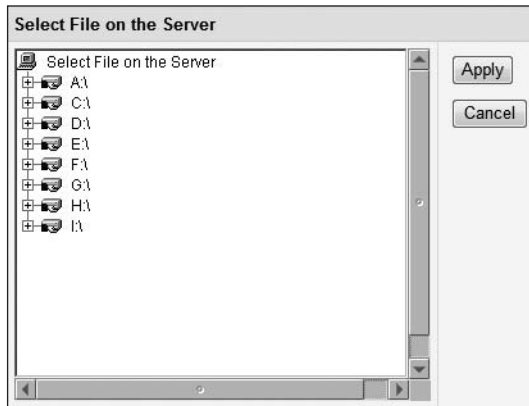 Select File on the Server
Select File on the Server
A:\
C:\
D:\
E:\
F:\
G:\
H:\
I:\
Apply
Cancel